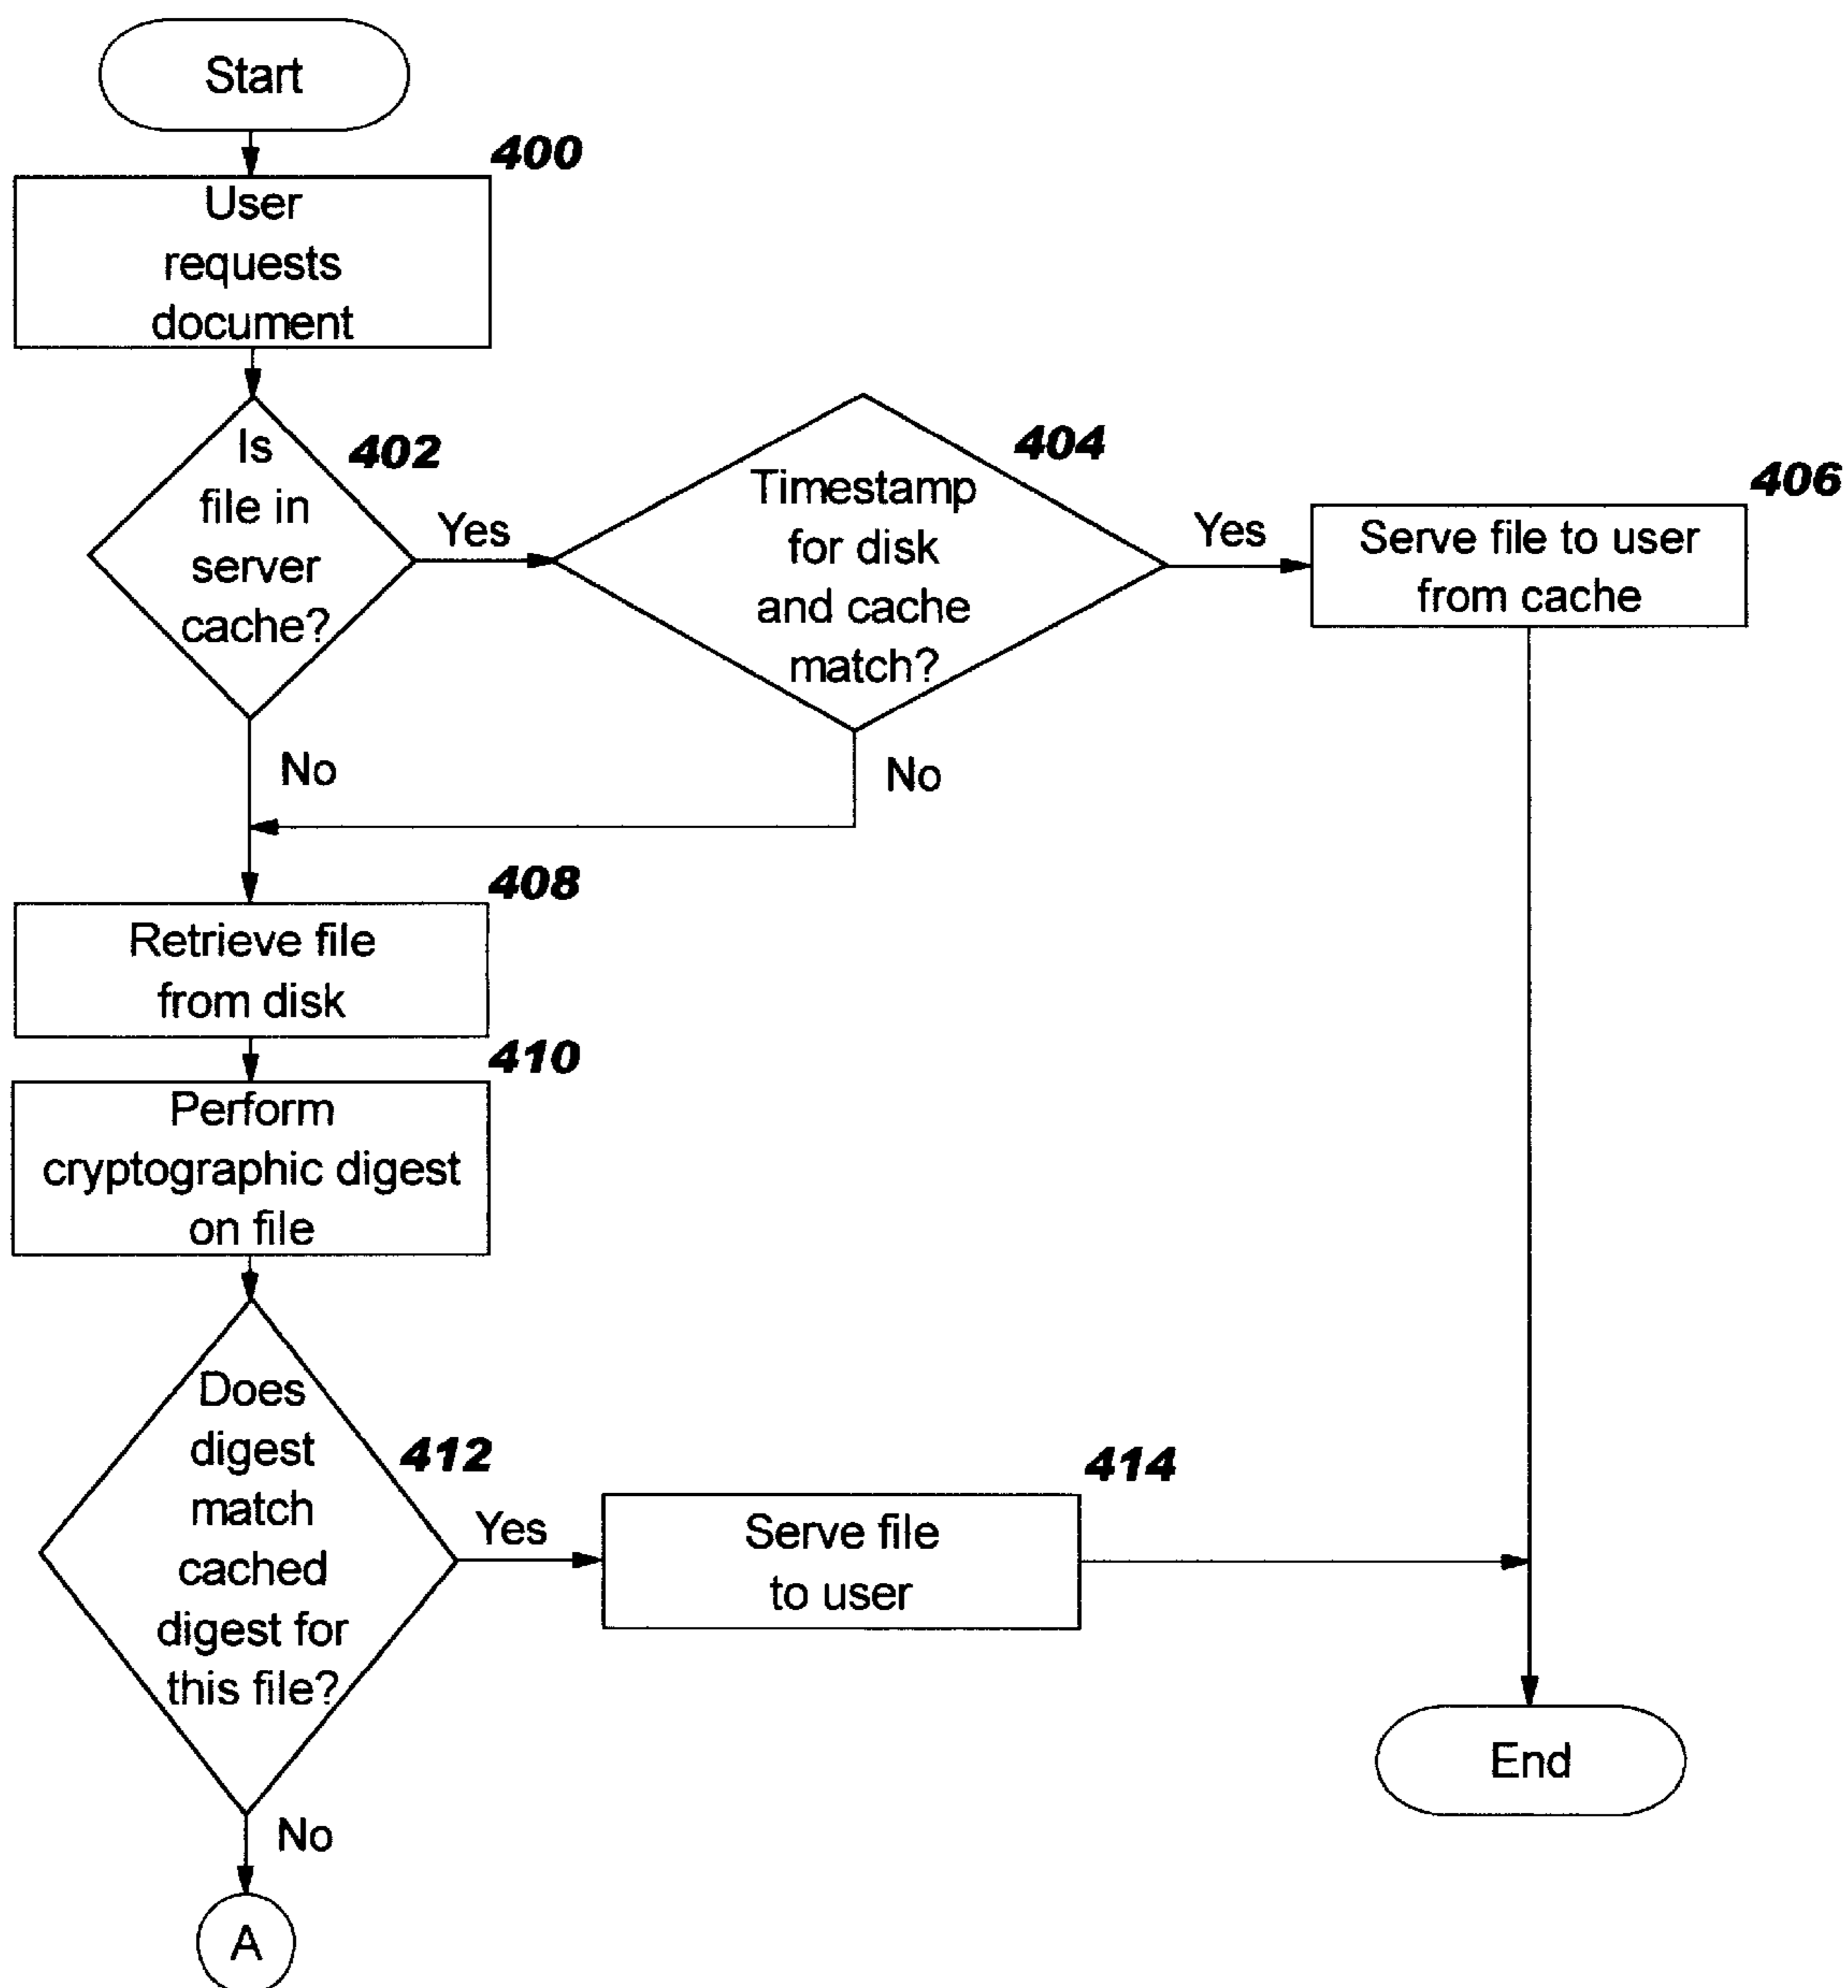 Start
400
User
requests
document
Is
file in
server
cache?
402
Yes
Timestamp
for disk
and cache
match?
404
Yes
406
Serve file to user
from cache
No
No
408
Retrieve file
from disk
410
Perform
cryptographic digest
on file
Does
digest
match
cached
digest for
this file?
412
Yes
414
Serve file
to user
End
No
A